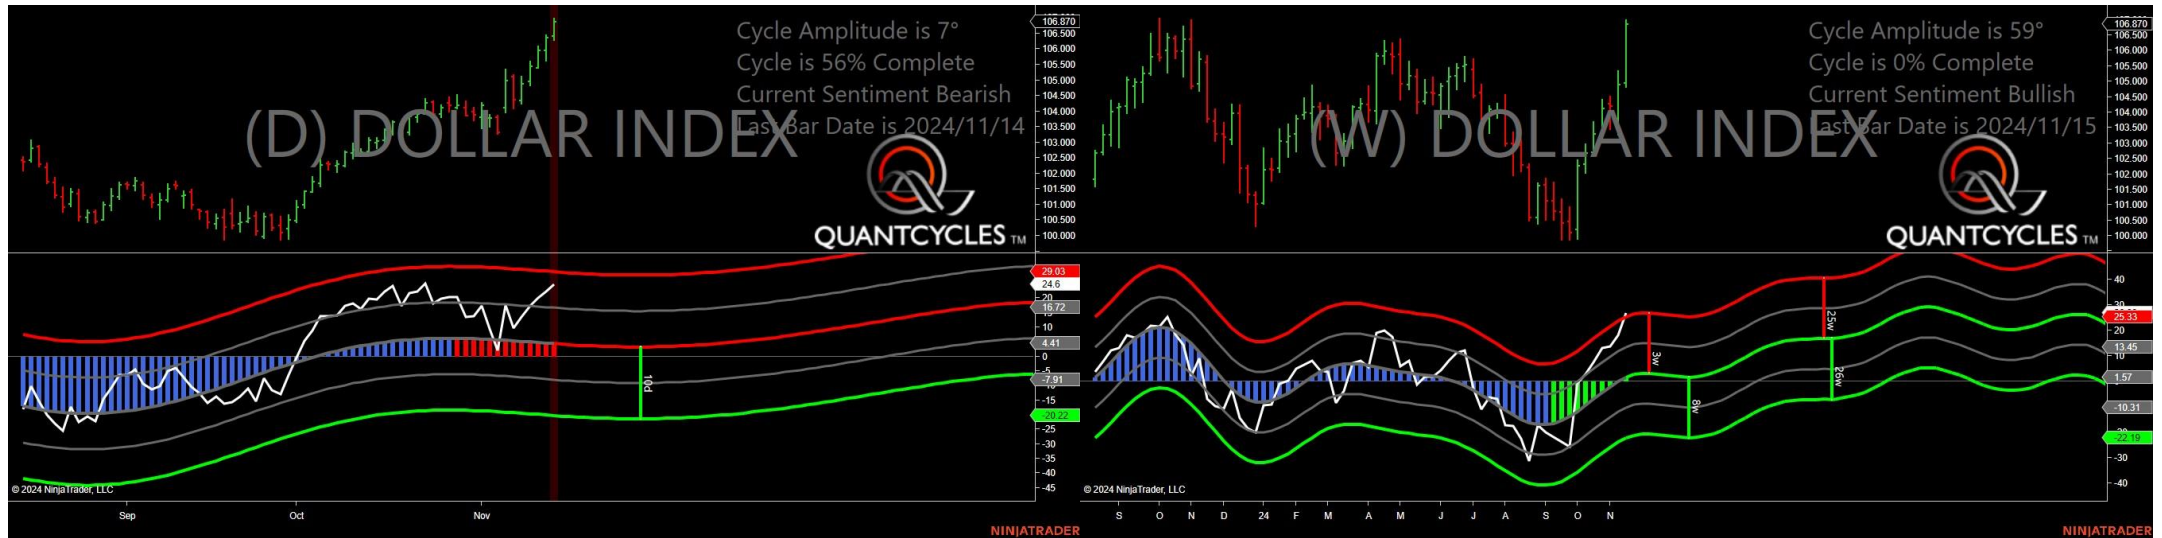 Cycle Amplitude is 7°
Cycle is 56% Complete
Current Sentiment Bearish
Last Bar Date is 2024/11/14
(D) DOLLAR INDEX
QUANTCYCLES TM
106.870
106.500
106.000
105.500
105.000
104.500
104.000
103.500
103.000
102.500
102.000
101.500
101.000
100.500
100.000
29.03
24.6
20
16.72
10
4.41
0
-5
-7.91
-15
-20.22
-25
-30
-35
-40
-45
10d
© 2024 NinjaTrader, LLC
Sep
Oct
Nov
NINJATRADER
Cycle Amplitude is 59°
Cycle is 0% Complete
Current Sentiment Bullish
Last Bar Date is 2024/11/15
(W) DOLLAR INDEX
QUANTCYCLES TM
106.870
106.500
106.000
105.500
105.000
104.500
104.000
103.500
103.000
102.500
102.000
101.500
101.000
100.500
100.000
40
30
25.33
20
13.45
10
1.57
-10.31
-22.19
-30
-40
3w
8w
25w
26w
© 2024 NinjaTrader, LLC
S
O
N
D
24
F
M
A
M
J
J
A
S
O
N
NINJATRADER